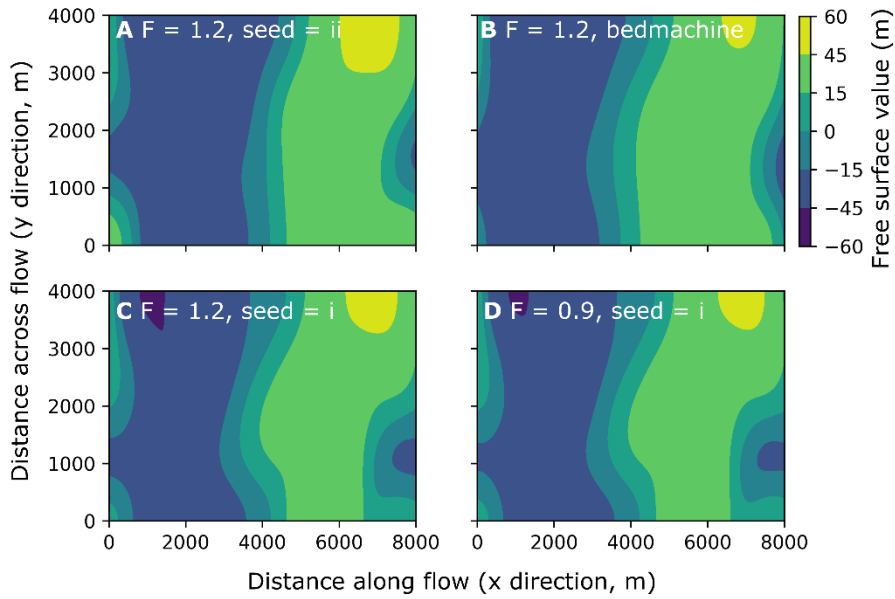 A F = 1.2, seed = ii
B F = 1.2, bedmachine
4000
3000
2000
1000
0
60
45
15
0
−15
−45
−60
Free surface value (m)
C F = 1.2, seed = i
D F = 0.9, seed = i
4000
3000
2000
1000
0
Distance across flow (y direction, m)
0 2000 4000 6000 8000
0 2000 4000 6000 8000
Distance along flow (x direction, m)